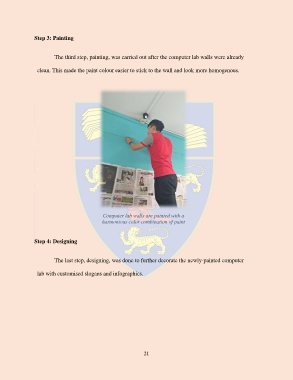 Step 3: Painting
The third step, painting, was carried out after the computer lab walls were already
clean. This made the paint colour easier to stick to the wall and look more homogenous.
Computer lab walls are painted with a
harmonious color combination of paint
Step 4: Designing
The last step, designing, was done to further decorate the newly-painted computer
lab with customised slogans and infographics.
21